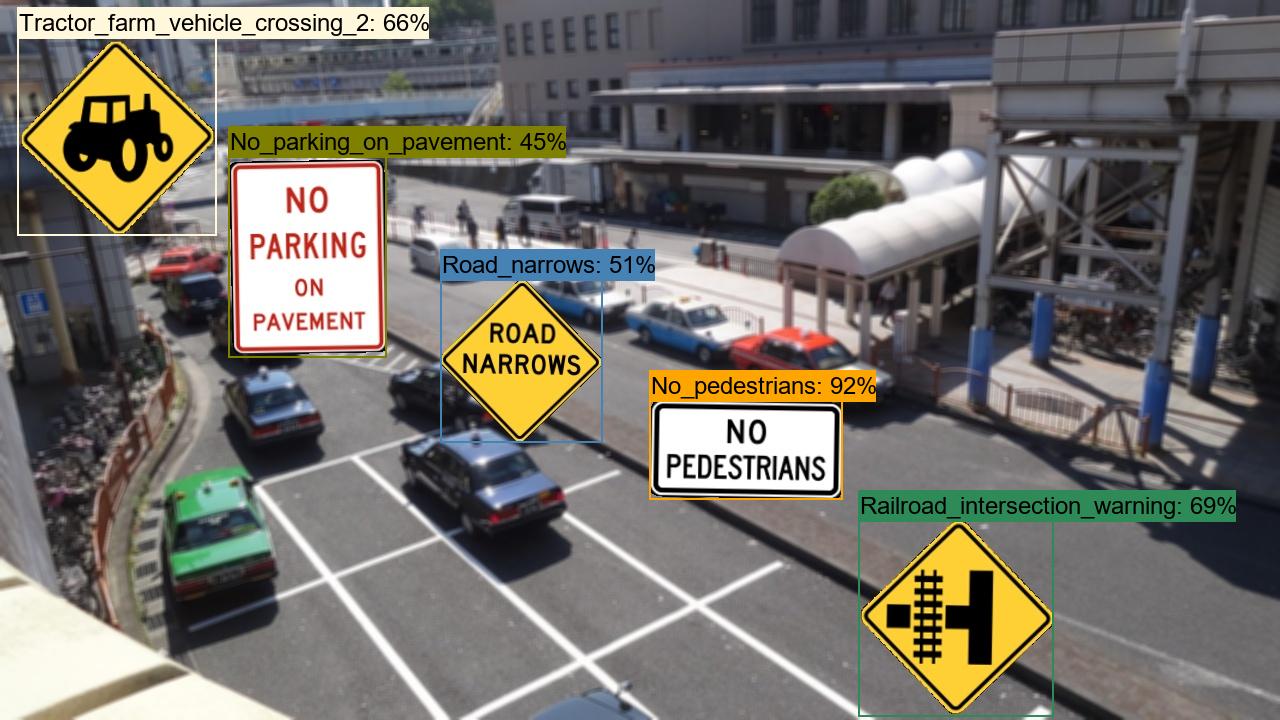 Tractor_farm_vehicle_crossing_2: 66%
No_parking_on_pavement: 45%
NO
PARKING
ON
PAVEMENT
Road_narrows: 51%
ROAD
NARROWS
No_pedestrians: 92%
NO
PEDESTRIANS
Railroad_intersection_warning: 69%